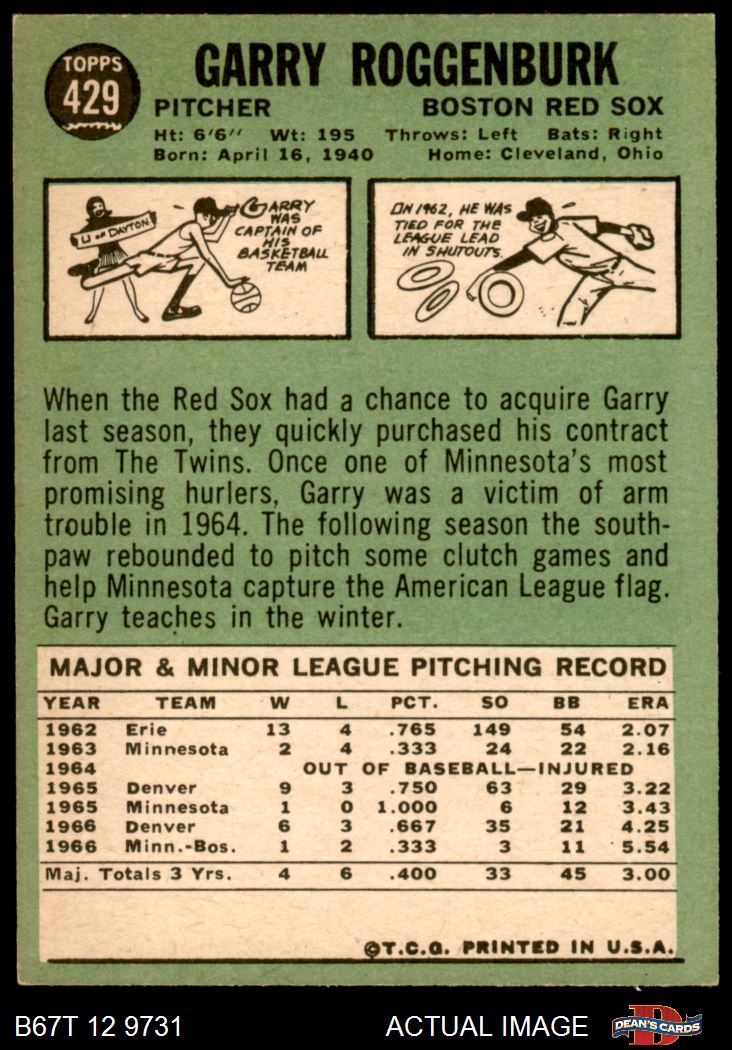 TOPPS
429
GARRY ROGGENBURK
PITCHER BOSTON RED SOX
Ht: 6'6" Wt: 195 Throws: Left Bats: Right
Born: April 16, 1940 Home: Cleveland, Ohio
U OF DAYTON
GARRY
WAS
CAPTAIN OF
HIS
BASKETBALL
TEAM
IN 1962, HE WAS
TIED FOR THE
LEAGUE LEAD
IN SHUTOUTS.
When the Red Sox had a chance to acquire Garry
last season, they quickly purchased his contract
from The Twins. Once one of Minnesota's most
promising hurlers, Garry was a victim of arm
trouble in 1964. The following season the south-
paw rebounded to pitch some clutch games and
help Minnesota capture the American League flag.
Garry teaches in the winter.
MAJOR & MINOR LEAGUE PITCHING RECORD
YEAR TEAM W L PCT. SO BB ERA
1962 Erie 13 4 .765 149 54 2.07
1963 Minnesota 2 4 .333 24 22 2.16
1964 OUT OF BASEBALL—INJURED
1965 Denver 9 3 .750 63 29 3.22
1965 Minnesota 1 0 1.000 6 12 3.43
1966 Denver 6 3 .667 35 21 4.25
1966 Minn.-Bos. 1 2 .333 3 11 5.54
Maj. Totals 3 Yrs. 4 6 .400 33 45 3.00
©T.C.G. PRINTED IN U.S.A.
B67T 12 9731 ACTUAL IMAGE
D
DEAN'S CARDS